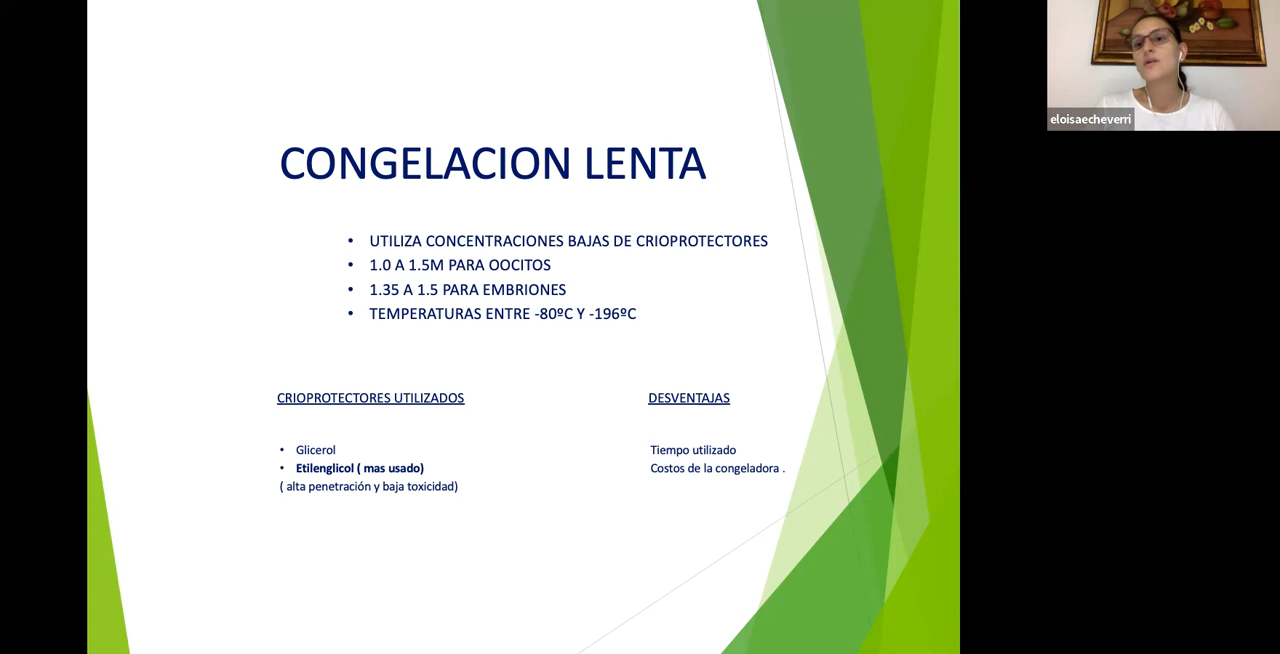 CONGELACION LENTA
• UTILIZA CONCENTRACIONES BAJAS DE CRIOPROTECTORES
• 1.0 A 1.5M PARA OOCITOS
• 1.35 A 1.5 PARA EMBRIONES
• TEMPERATURAS ENTRE -80ºC Y -196ºC
CRIOPROTECTORES UTILIZADOS
• Glicerol
• Etilenglicol ( mas usado)
( alta penetración y baja toxicidad)
DESVENTAJAS
Tiempo utilizado
Costos de la congeladora .
eloisaecheverri